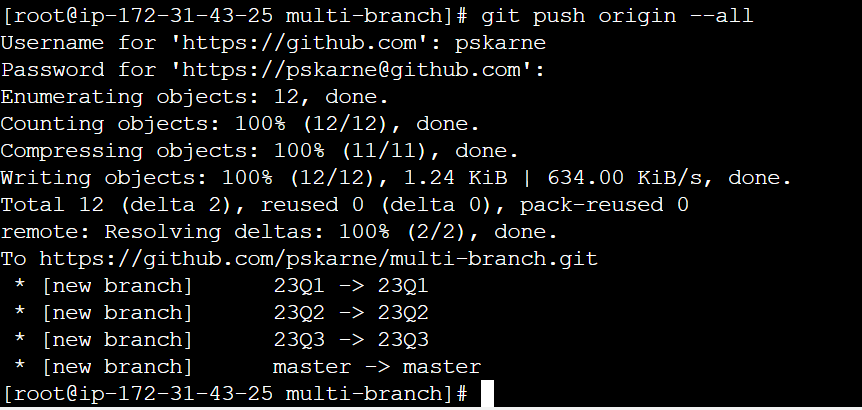 [root@ip-172-31-43-25 multi-branch]# git push origin --all
Username for 'https://github.com': pskarne
Password for 'https://pskarne@github.com':
Enumerating objects: 12, done.
Counting objects: 100% (12/12), done.
Compressing objects: 100% (11/11), done.
Writing objects: 100% (12/12), 1.24 KiB | 634.00 KiB/s, done.
Total 12 (delta 2), reused 0 (delta 0), pack-reused 0
remote: Resolving deltas: 100% (2/2), done.
To https://github.com/pskarne/multi-branch.git
 * [new branch]      23Q1 -> 23Q1
 * [new branch]      23Q2 -> 23Q2
 * [new branch]      23Q3 -> 23Q3
 * [new branch]      master -> master
[root@ip-172-31-43-25 multi-branch]#